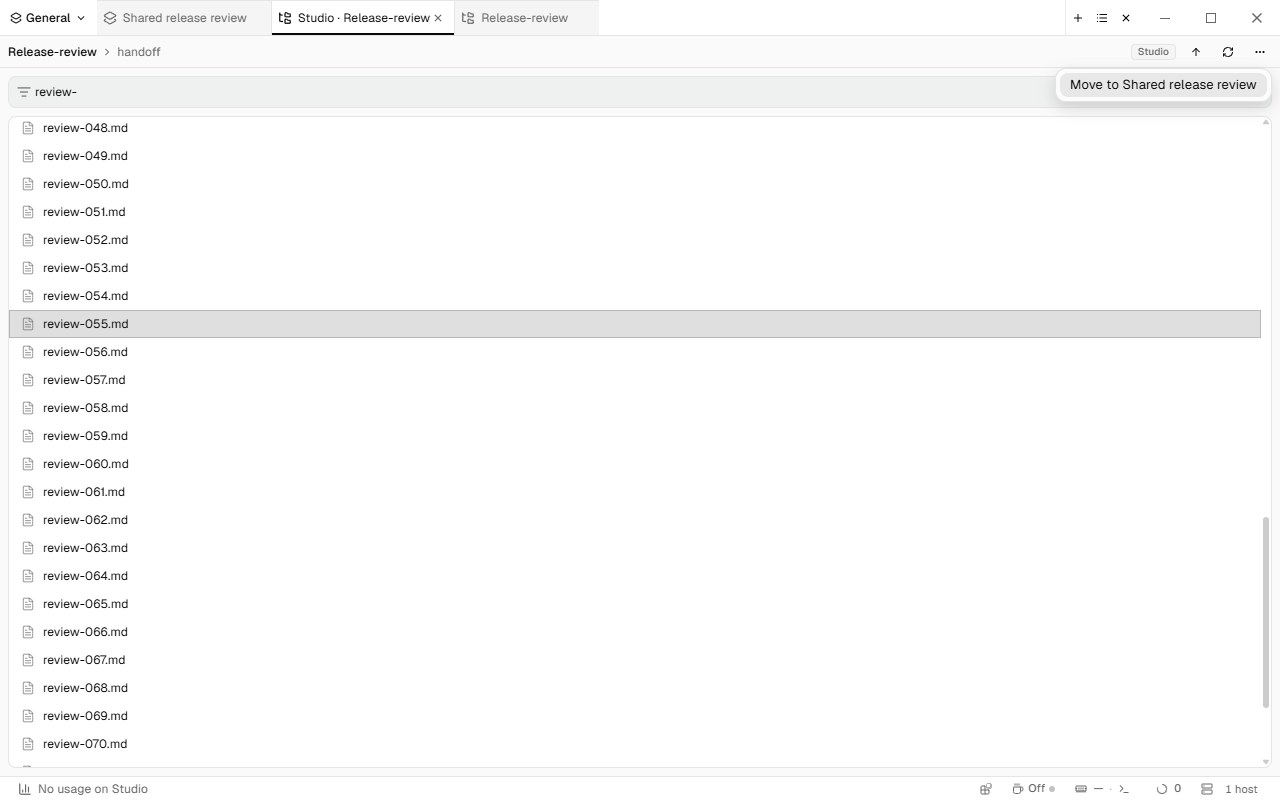 General
Shared release review
Studio · Release-review
Release-review
Release-review > handoff
Studio
Move to Shared release review
review-
review-048.md
review-049.md
review-050.md
review-051.md
review-052.md
review-053.md
review-054.md
review-055.md
review-056.md
review-057.md
review-058.md
review-059.md
review-060.md
review-061.md
review-062.md
review-063.md
review-064.md
review-065.md
review-066.md
review-067.md
review-068.md
review-069.md
review-070.md
No usage on Studio
Off
— ·
0
1 host